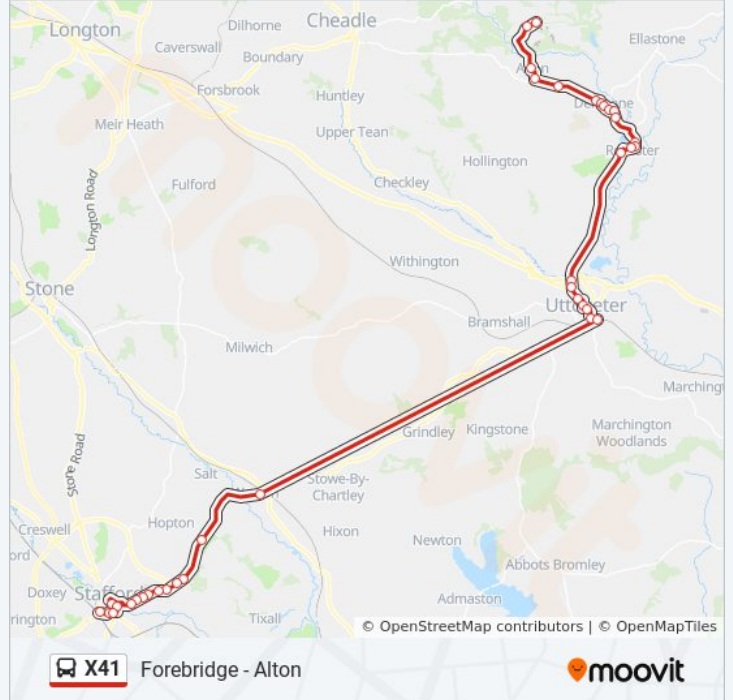 Longton
Dilhorne
Cheadle
Ellastone
Caverswall
Boundary
Forsbrook
Huntley
Meir Heath
Upper Tean
Hollington
Longton Road
Fulford
Checkley
Withington
Stone
Bramshall
Milwich
Marching
Grindley
Kingstone
Marchington
Woodlands
Stone Road
Salt
Stowe-By-
Chartley
Creswell
Hopton
Hixon
Newton
Abbots Bromley
Doxey
Stafford
Admaston
Tixall
rington
© OpenStreetMap contributors | © OpenMapTiles
X41 Forebridge - Alton
moovit